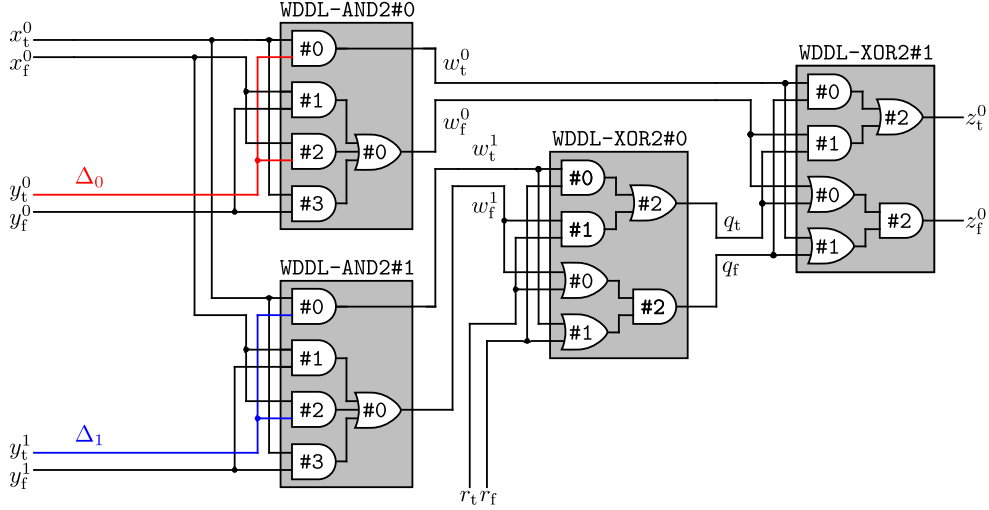 WDDL-AND2#0
x_t^0
x_f^0
#0
w_t^0
WDDL-XOR2#1
#0
#2
z_t^0
#1
w_f^0
#1
#2
#0
WDDL-XOR2#0
w_t^1
#0
Δ_0
y_t^0
#3
w_f^1
#2
#0
y_f^0
#1
q_t
#2
z_f^0
#1
WDDL-AND2#1
#0
q_f
#0
#2
#1
#1
#2
#0
Δ_1
y_t^1
#3
y_f^1
r_t r_f